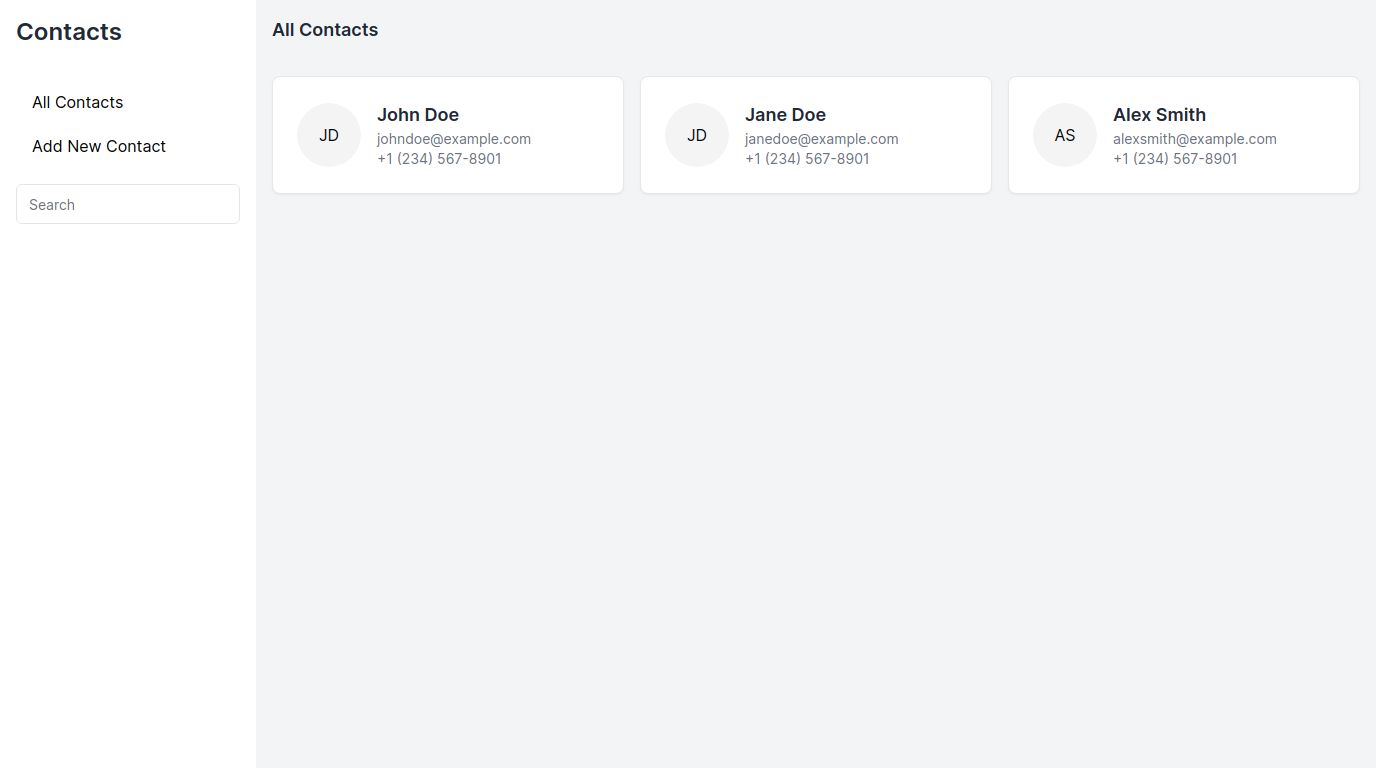 Contacts
All Contacts
Add New Contact
Search
All Contacts
JD
John Doe
johndoe@example.com
+1 (234) 567-8901
JD
Jane Doe
janedoe@example.com
+1 (234) 567-8901
AS
Alex Smith
alexsmith@example.com
+1 (234) 567-8901